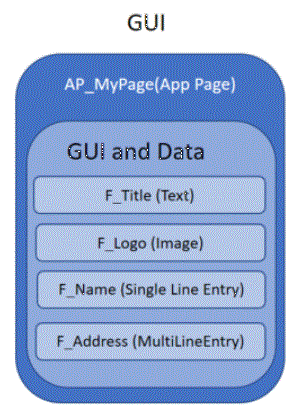 GUI
AP_MyPage(App Page)
GUI and Data
F_Title (Text)
F_Logo (Image)
F_Name (Single Line Entry)
F_Address (MultiLineEntry)